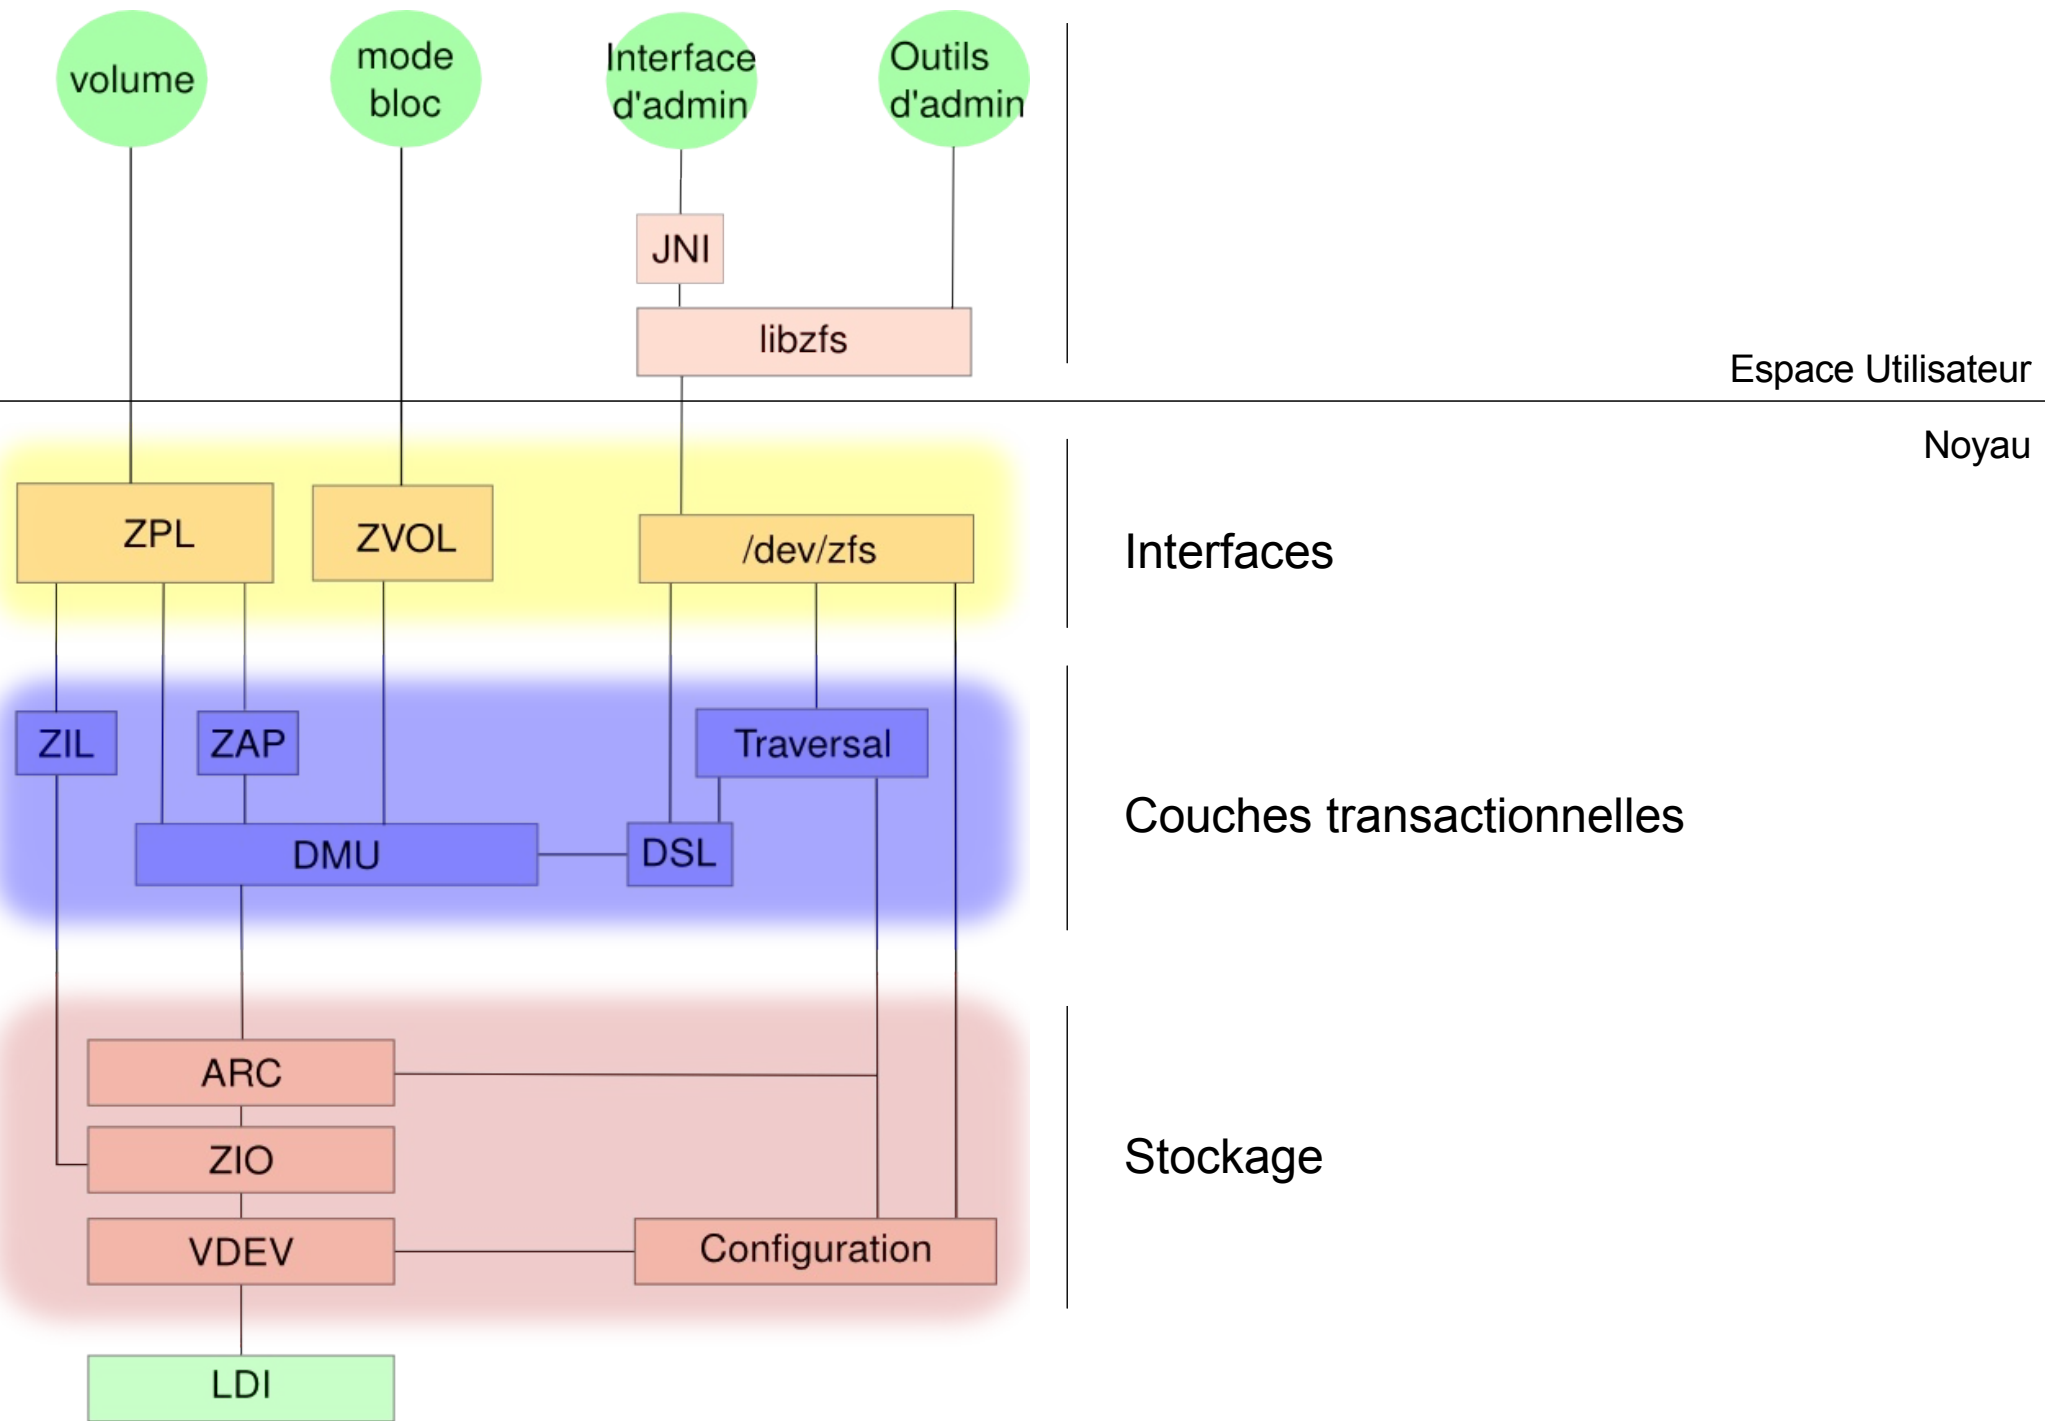 volume
mode
bloc
Interface
d'admin
Outils
d'admin
JNI
libzfs
Espace Utilisateur
Noyau
ZPL
ZVOL
/dev/zfs
Interfaces
ZIL
ZAP
Traversal
DMU
DSL
Couches transactionnelles
ARC
ZIO
Stockage
VDEV
Configuration
LDI